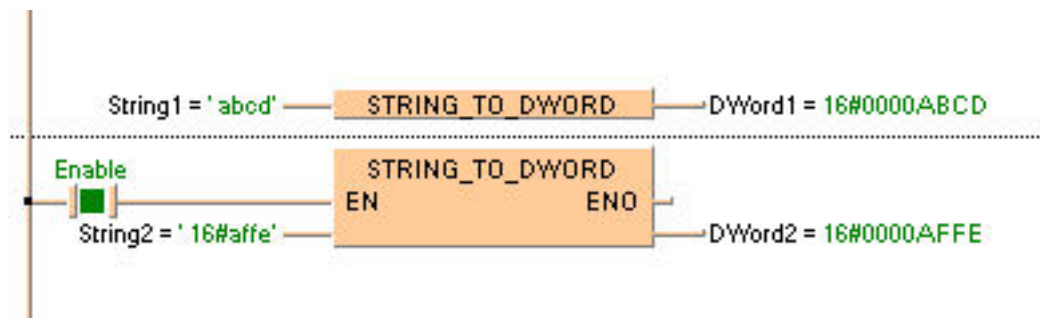 String1 = ' abcd' STRING_TO_DWORD DWord1 = 16#0000ABCD
Enable STRING_TO_DWORD
EN ENO
String2 = ' 16#affe' DWord2 = 16#0000AFFE